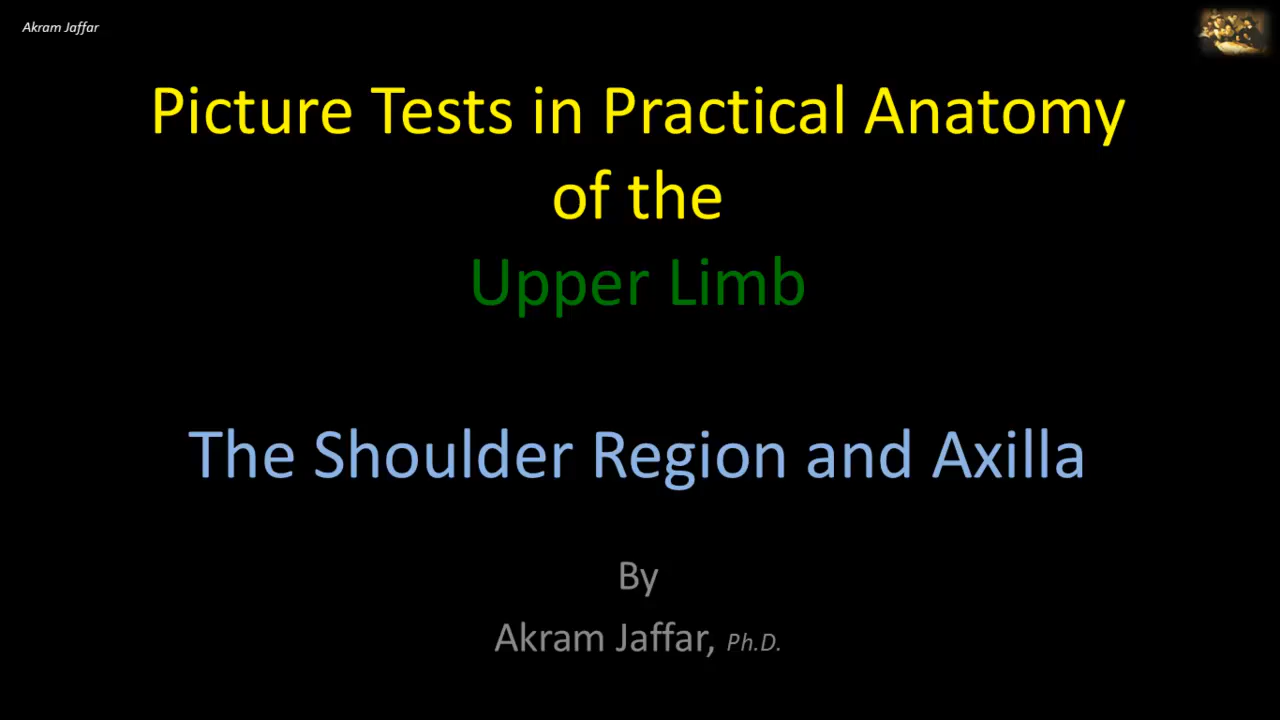 Akram Jaffar
Picture Tests in Practical Anatomy
of the
Upper Limb
The Shoulder Region and Axilla
By
Akram Jaffar, Ph.D.